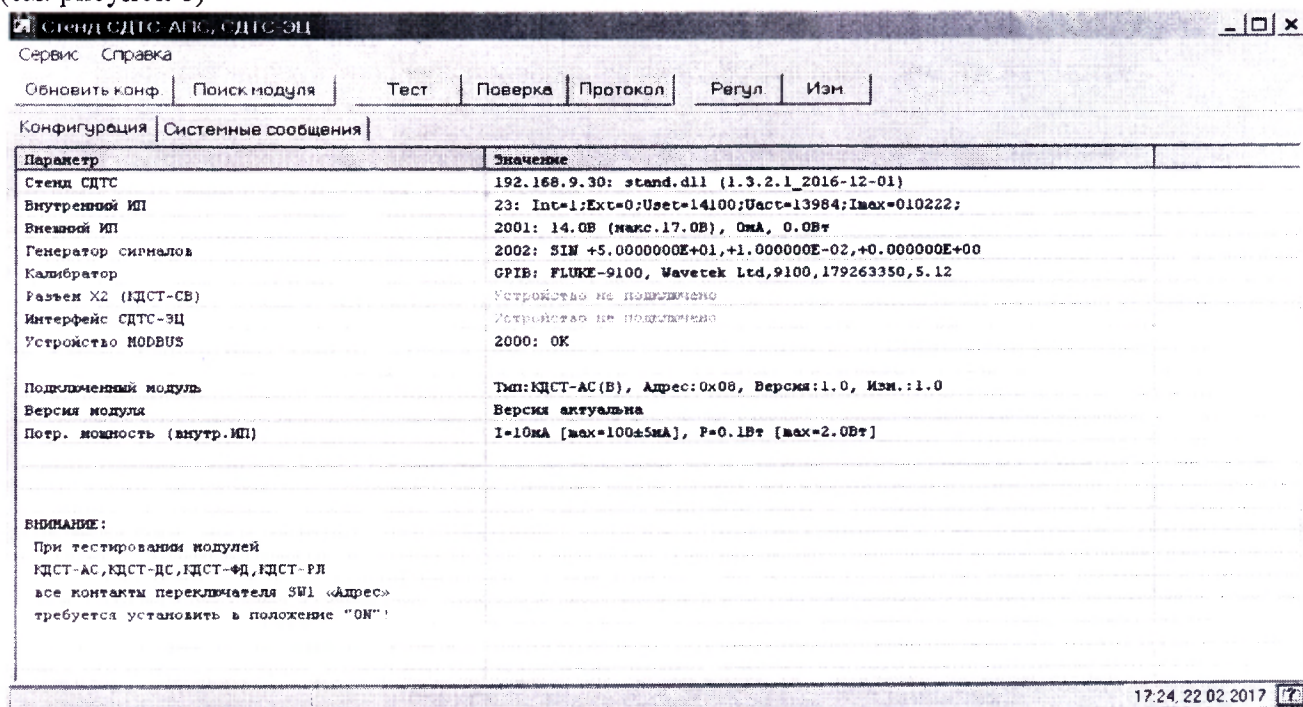 Стенд СДТС-АПС, СДТС-ЭЦ
Сервис Справка
Обновить конф. Поиск модуля Тест Поверка Протокол Регул. Изм.
Конфигурация Системные сообщения
Параметр Значение
Стенд СДТС 192.168.9.30: stand.dll (1.3.2.1_2016-12-01)
Внутренний ИП 23: Int=1;Ext=0;Uset=14100;Uact=13984;Imax=010222;
Внешний ИП 2001: 14.0В (макс.17.0В), 0мА, 0.0Вт
Генератор сигналов 2002: SIN +5.0000000E+01,+1.000000E-02,+0.000000E+00
Калибратор GPIB: FLUKE-9100, Wavetek Ltd,9100,179263350,5.12
Разъем X2 (КДСТ-СВ) Устройство не подключено
Интерфейс СДТС-ЭЦ Устройство не подключено
Устройство MODBUS 2000: OK
Подключенный модуль Тип:КДСТ-АС(В), Адрес:0x08, Версия:1.0, Изм.:1.0
Версия модуля Версия актуальна
Потр. мощность (внутр.ИП) I=10мА [max=100±5мА], P=0.1Вт [max=2.0Вт]
ВНИМАНИЕ:
При тестировании модулей
КДСТ-АС,КДСТ-ДС,КДСТ-ФД,КДСТ-РЛ
все контакты переключателя SW1 «Адрес»
требуется установить в положение "ON"!
17:24, 22.02.2017